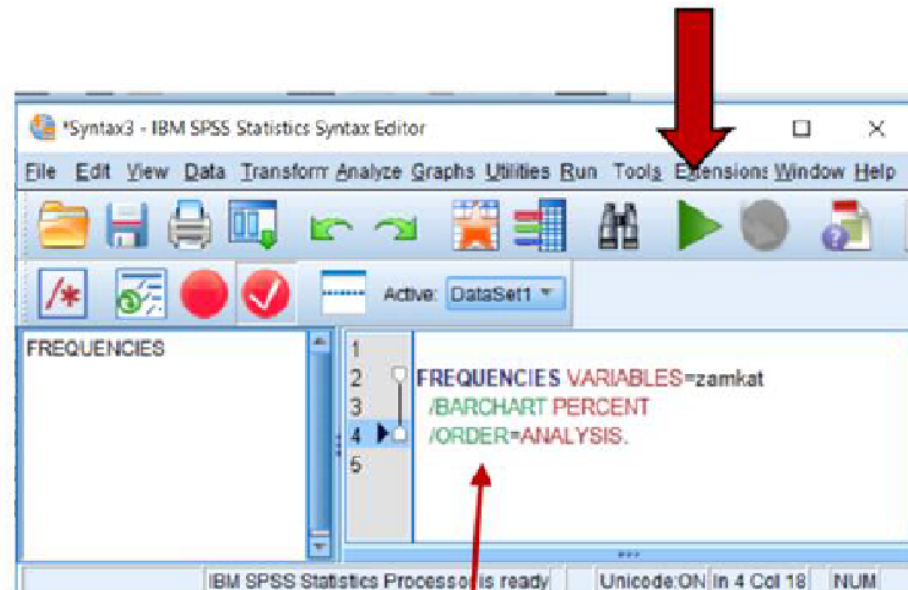 *Syntax3 - IBM SPSS Statistics Syntax Editor
File Edit View Data Transform Analyze Graphs Utilities Run Tools Extensions Window Help
/* Active: DataSet1
FREQUENCIES
1
2 FREQUENCIES VARIABLES=zamkat
3 /BARCHART PERCENT
4 /ORDER=ANALYSIS.
5
IBM SPSS Statistics Processor is ready Unicode:ON In 4 Col 18 NUM